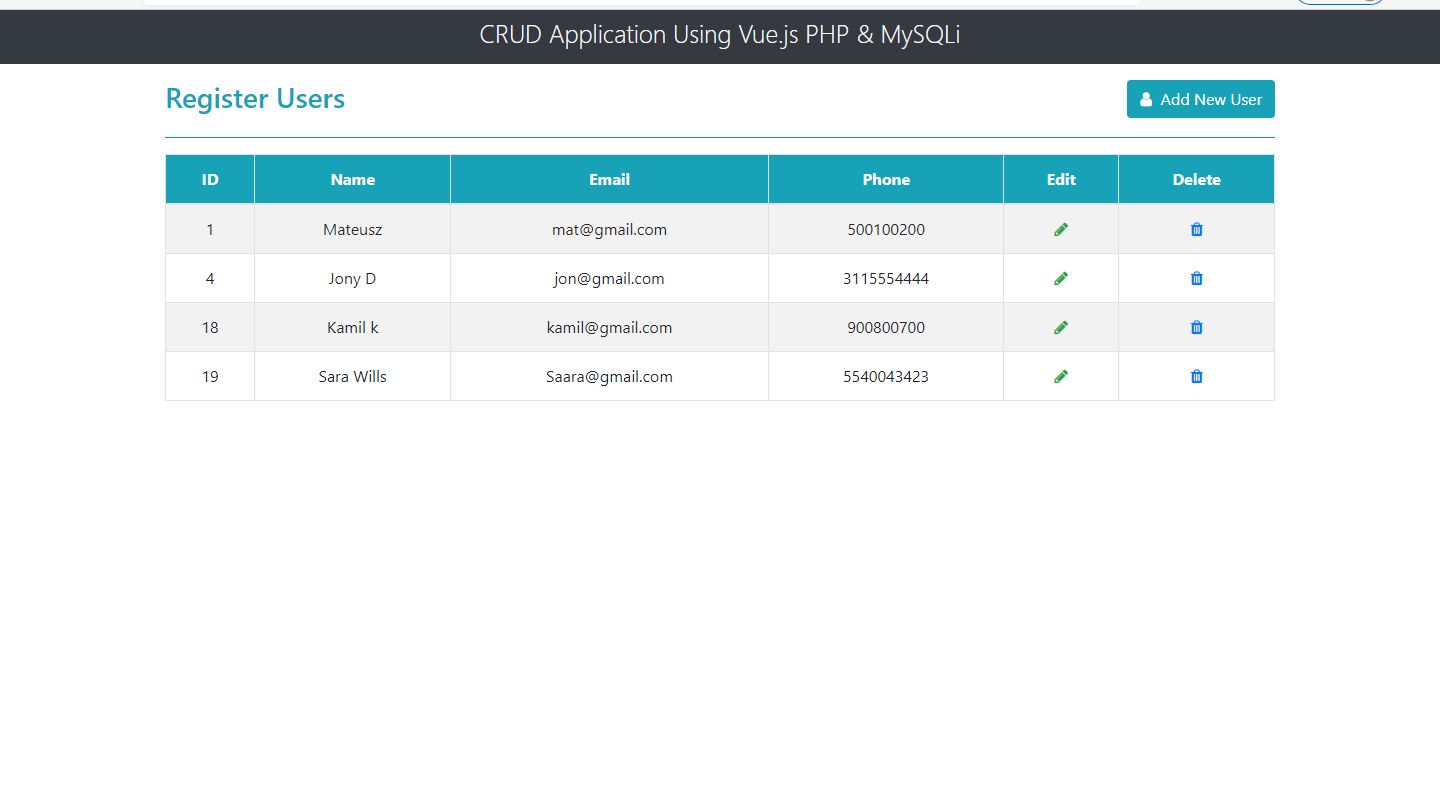 CRUD Application Using Vue.js PHP & MySQLi
Register Users
Add New User
ID Name Email Phone Edit Delete
1 Mateusz mat@gmail.com 500100200
4 Jony D jon@gmail.com 3115554444
18 Kamil k kamil@gmail.com 900800700
19 Sara Wills Saara@gmail.com 5540043423